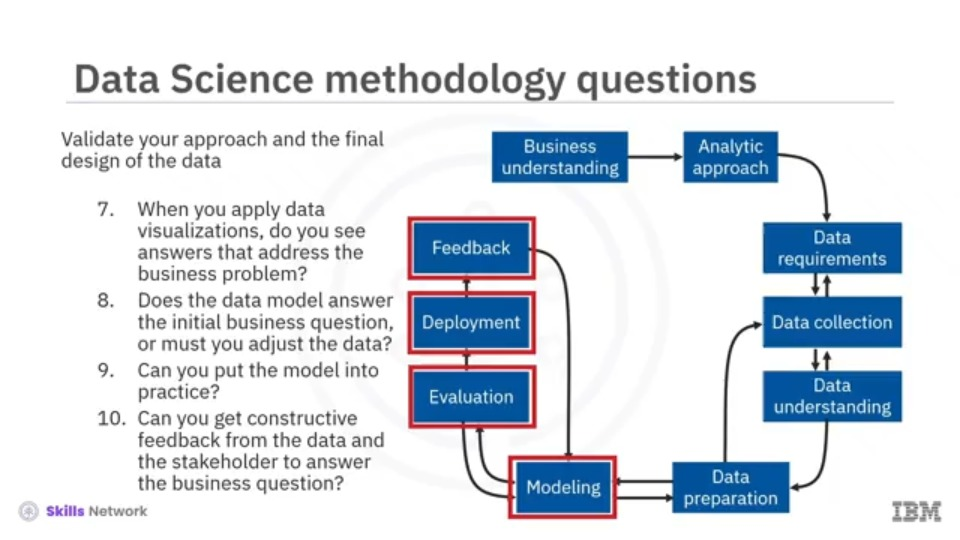 Data Science methodology questions
Validate your approach and the final
design of the data
7. When you apply data
visualizations, do you see
answers that address the
business problem?
8. Does the data model answer
the initial business question,
or must you adjust the data?
9. Can you put the model into
practice?
10. Can you get constructive
feedback from the data and
the stakeholder to answer
the business question?
Business
understanding
Analytic
approach
Data
requirements
Data collection
Data
understanding
Data
preparation
Modeling
Evaluation
Deployment
Feedback
Skills Network
IBM